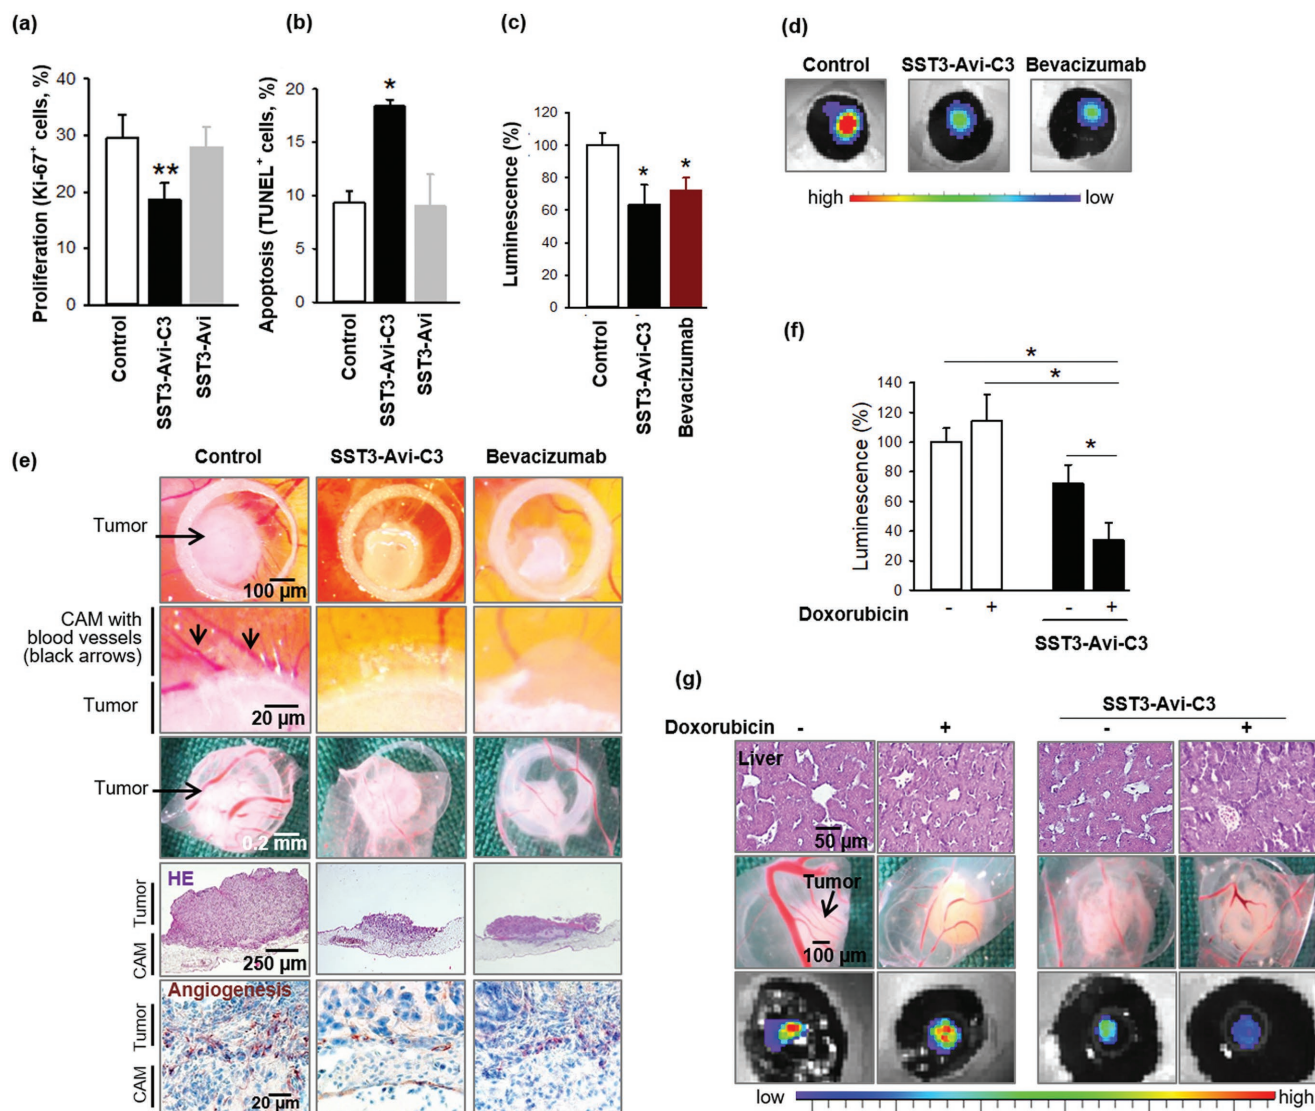 (a)
Proliferation (Ki-67⁺ cells, %)
40
30
20
10
0
**
Control
SST3-Avi-C3
SST3-Avi
(b)
Apoptosis (TUNEL⁺ cells, %)
20
15
10
5
0
*
Control
SST3-Avi-C3
SST3-Avi
(c)
Luminescence (%)
120
100
80
60
40
20
0
*
*
Control
SST3-Avi-C3
Bevacizumab
(d)
Control SST3-Avi-C3 Bevacizumab
high low
(e)
Control SST3-Avi-C3 Bevacizumab
Tumor
100 µm
CAM with
blood vessels
(black arrows)
Tumor
20 µm
Tumor
0.2 mm
HE
Tumor
CAM
250 µm
Angiogenesis
Tumor
CAM
20 µm
(f)
Luminescence (%)
140
120
100
80
60
40
20
0
*
*
*
Doxorubicin - + - +
SST3-Avi-C3
(g)
SST3-Avi-C3
Doxorubicin - + - +
Liver
50 µm
Tumor
100 µm
low high